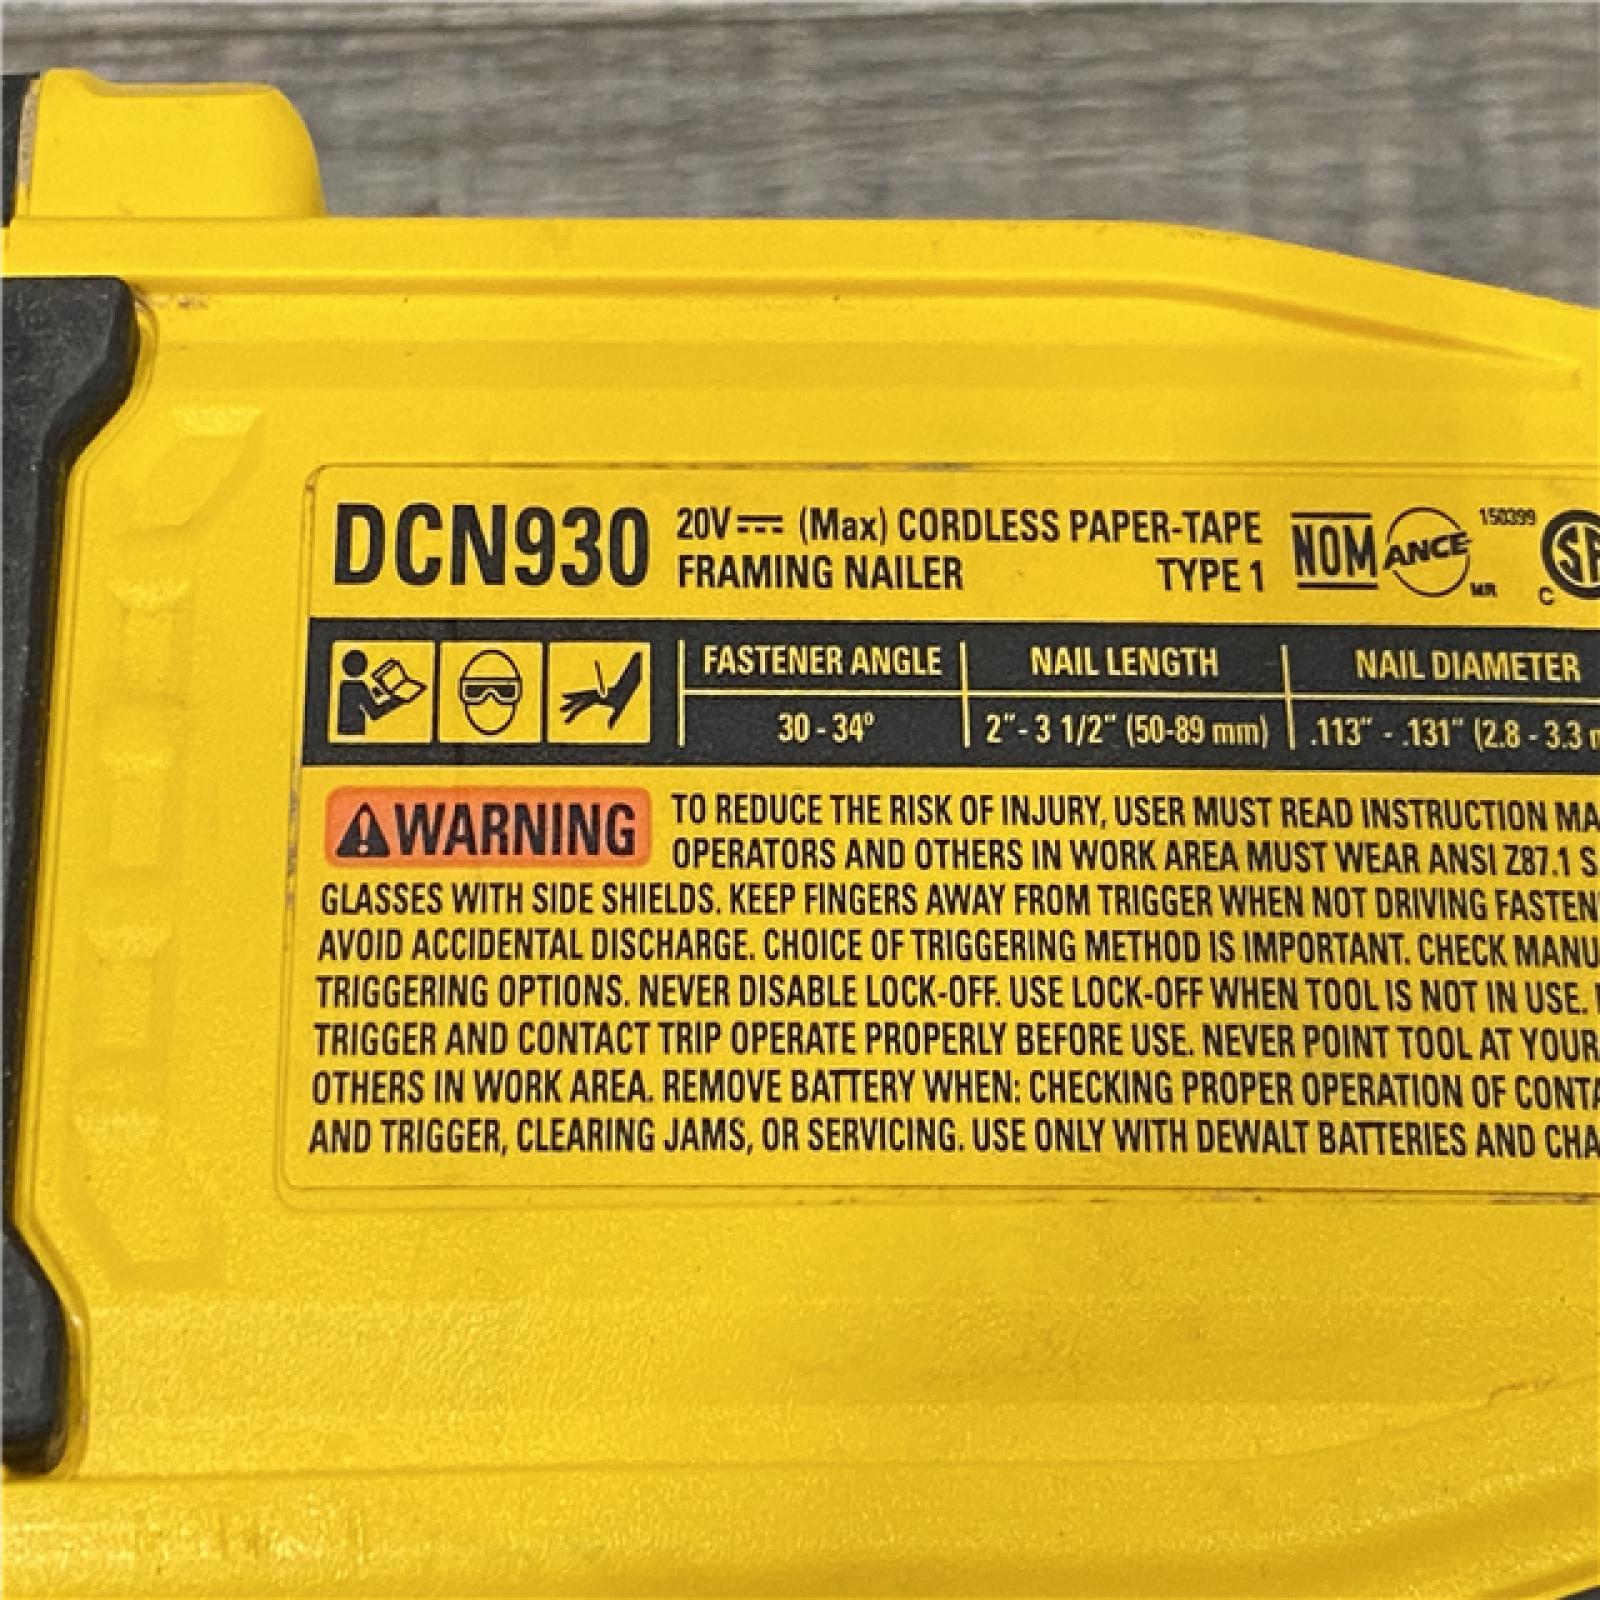 DCN930 20V (Max) CORDLESS PAPER-TAPE
FRAMING NAILER TYPE 1
NOM ANCE MR 150399
C
FASTENER ANGLE NAIL LENGTH NAIL DIAMETER
30 - 34° 2" - 3 1/2" (50-89 mm) .113" - .131" (2.8 - 3.3
WARNING TO REDUCE THE RISK OF INJURY, USER MUST READ INSTRUCTION
OPERATORS AND OTHERS IN WORK AREA MUST WEAR ANSI Z87.1
GLASSES WITH SIDE SHIELDS. KEEP FINGERS AWAY FROM TRIGGER WHEN NOT DRIVING
AVOID ACCIDENTAL DISCHARGE. CHOICE OF TRIGGERING METHOD IS IMPORTANT. CHECK
TRIGGERING OPTIONS. NEVER DISABLE LOCK-OFF. USE LOCK-OFF WHEN TOOL IS NOT IN USE.
TRIGGER AND CONTACT TRIP OPERATE PROPERLY BEFORE USE. NEVER POINT TOOL AT
OTHERS IN WORK AREA. REMOVE BATTERY WHEN: CHECKING PROPER OPERATION OF
AND TRIGGER, CLEARING JAMS, OR SERVICING. USE ONLY WITH DEWALT BATTERIES AND